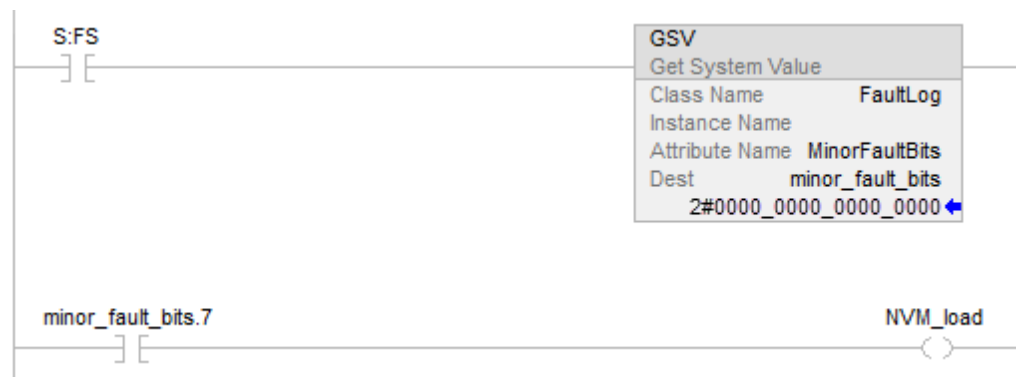 S:FS
GSV
Get System Value
Class Name FaultLog
Instance Name
Attribute Name MinorFaultBits
Dest minor_fault_bits
2#0000_0000_0000_0000
minor_fault_bits.7 NVM_load